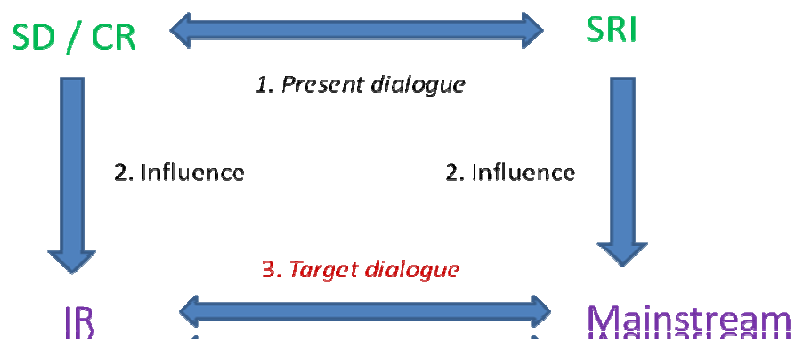 SD / CR
SRI
1. Present dialogue
2. Influence
2. Influence
3. Target dialogue
IR
Mainstream